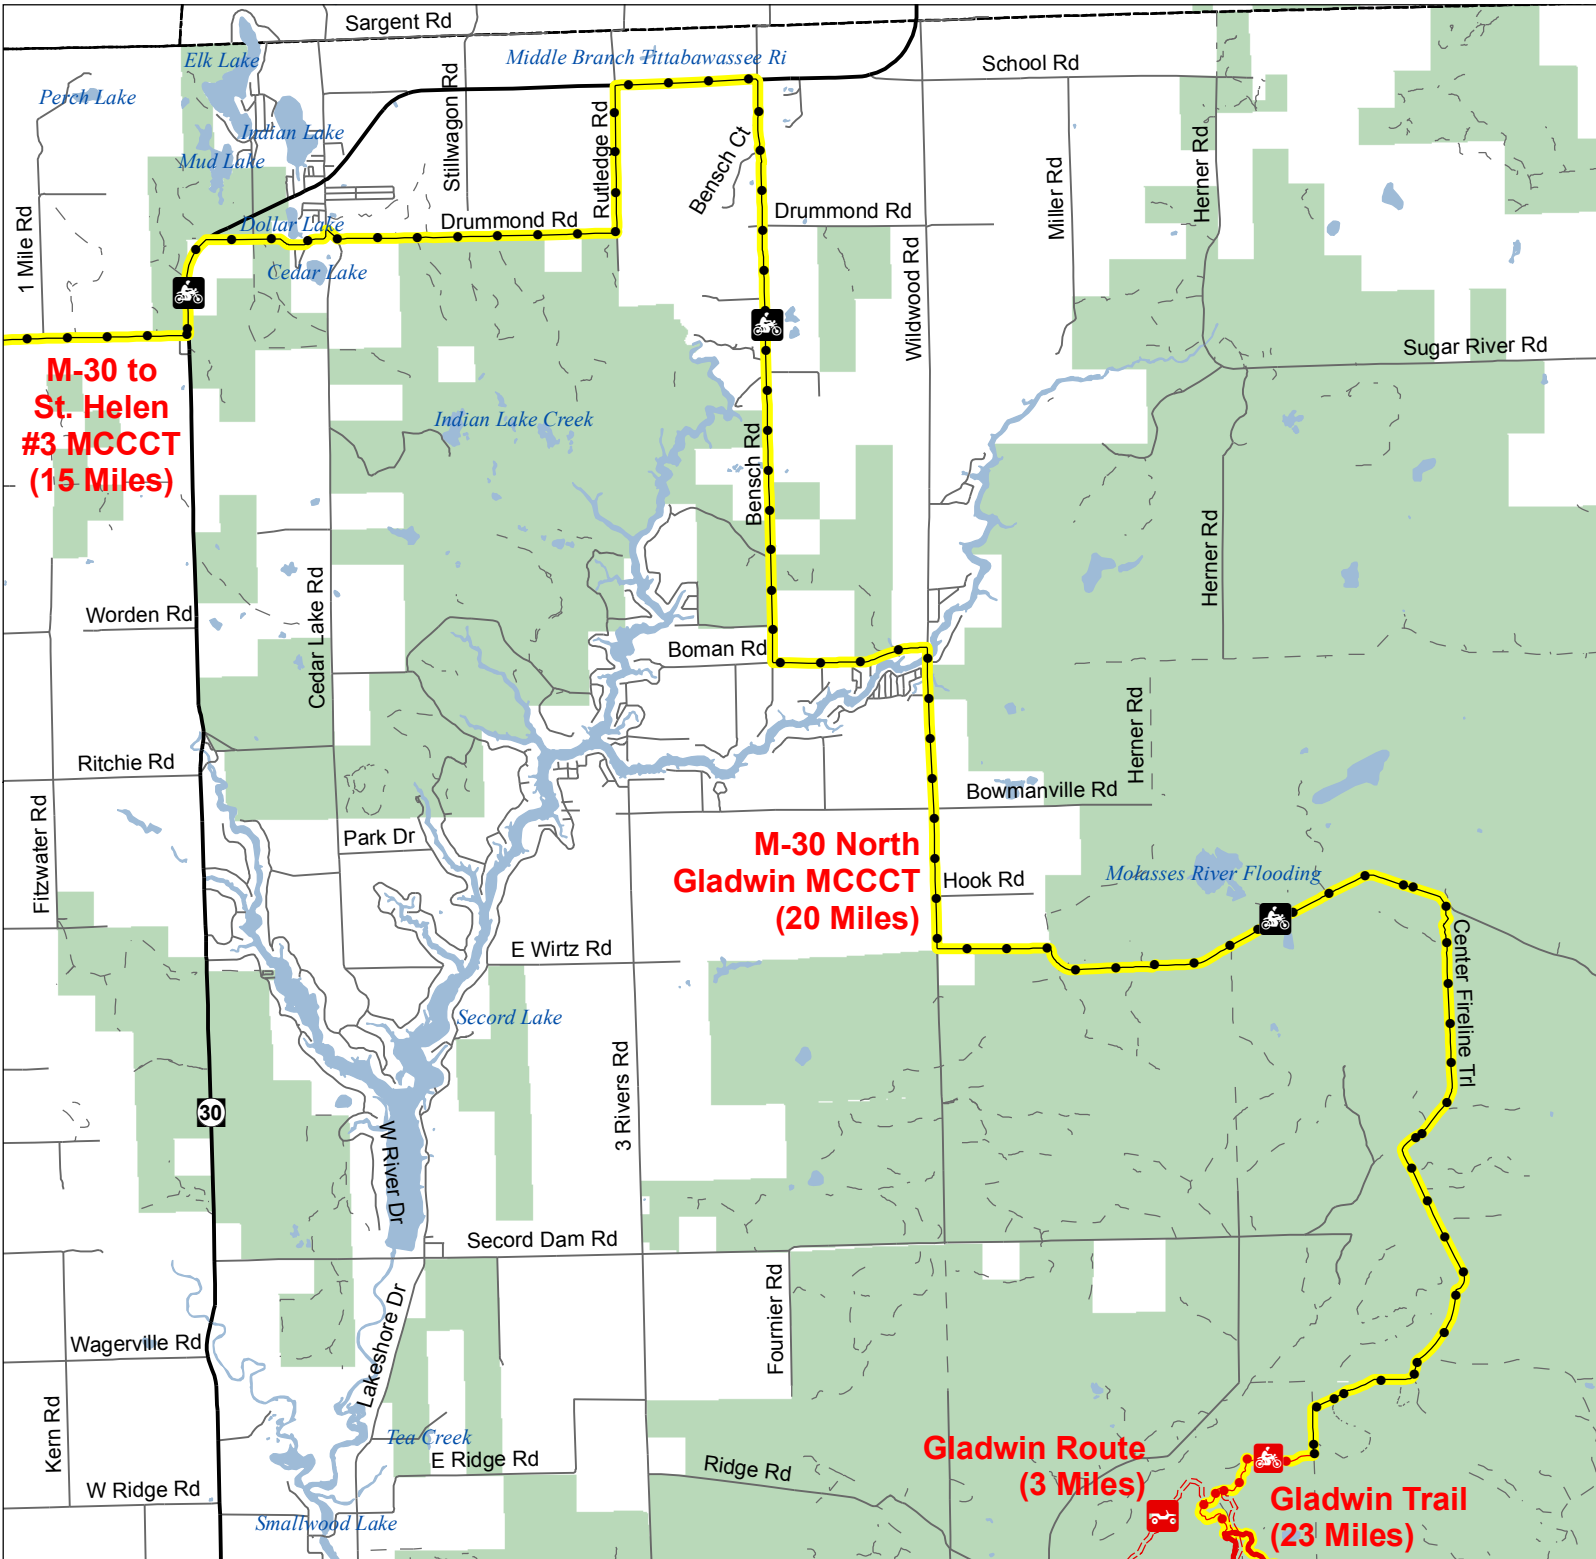 Sargent Rd
Elk Lake
Middle Branch Tittabawassee Ri
School Rd
Perch Lake
Stillwagon Rd
Rutledge Rd
Indian Lake
Mud Lake
Bensch Ct
Miller Rd
Herner Rd
1 Mile Rd
Dollar Lake
Drummond Rd
Drummond Rd
Wildwood Rd
Cedar Lake
Sugar River Rd
M-30 to
St. Helen
#3 MCCCT
(15 Miles)
Indian Lake Creek
Bensch Rd
Herner Rd
Cedar Lake Rd
Worden Rd
Boman Rd
Herner Rd
Ritchie Rd
Bowmanville Rd
Fitzwater Rd
Park Dr
M-30 North
Gladwin MCCCT
(20 Miles)
Hook Rd
Molasses River Flooding
E Wirtz Rd
Center Fireline Trl
Secord Lake
3 Rivers Rd
30
W River Dr
Secord Dam Rd
Fournier Rd
Lakeshore Dr
Wagerville Rd
Kern Rd
Tea Creek
E Ridge Rd
Ridge Rd
Gladwin Route
(3 Miles)
W Ridge Rd
Gladwin Trail
(23 Miles)
Smallwood Lake